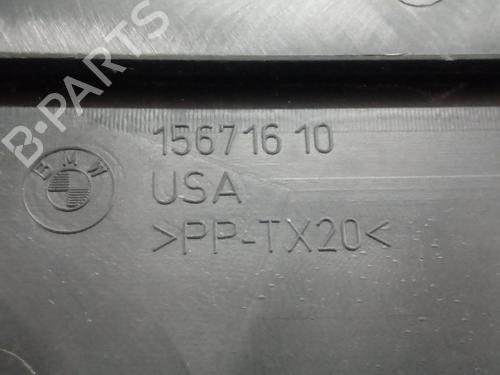 B-PARTS
156716 10
BMW
USA
>PP-TX20<